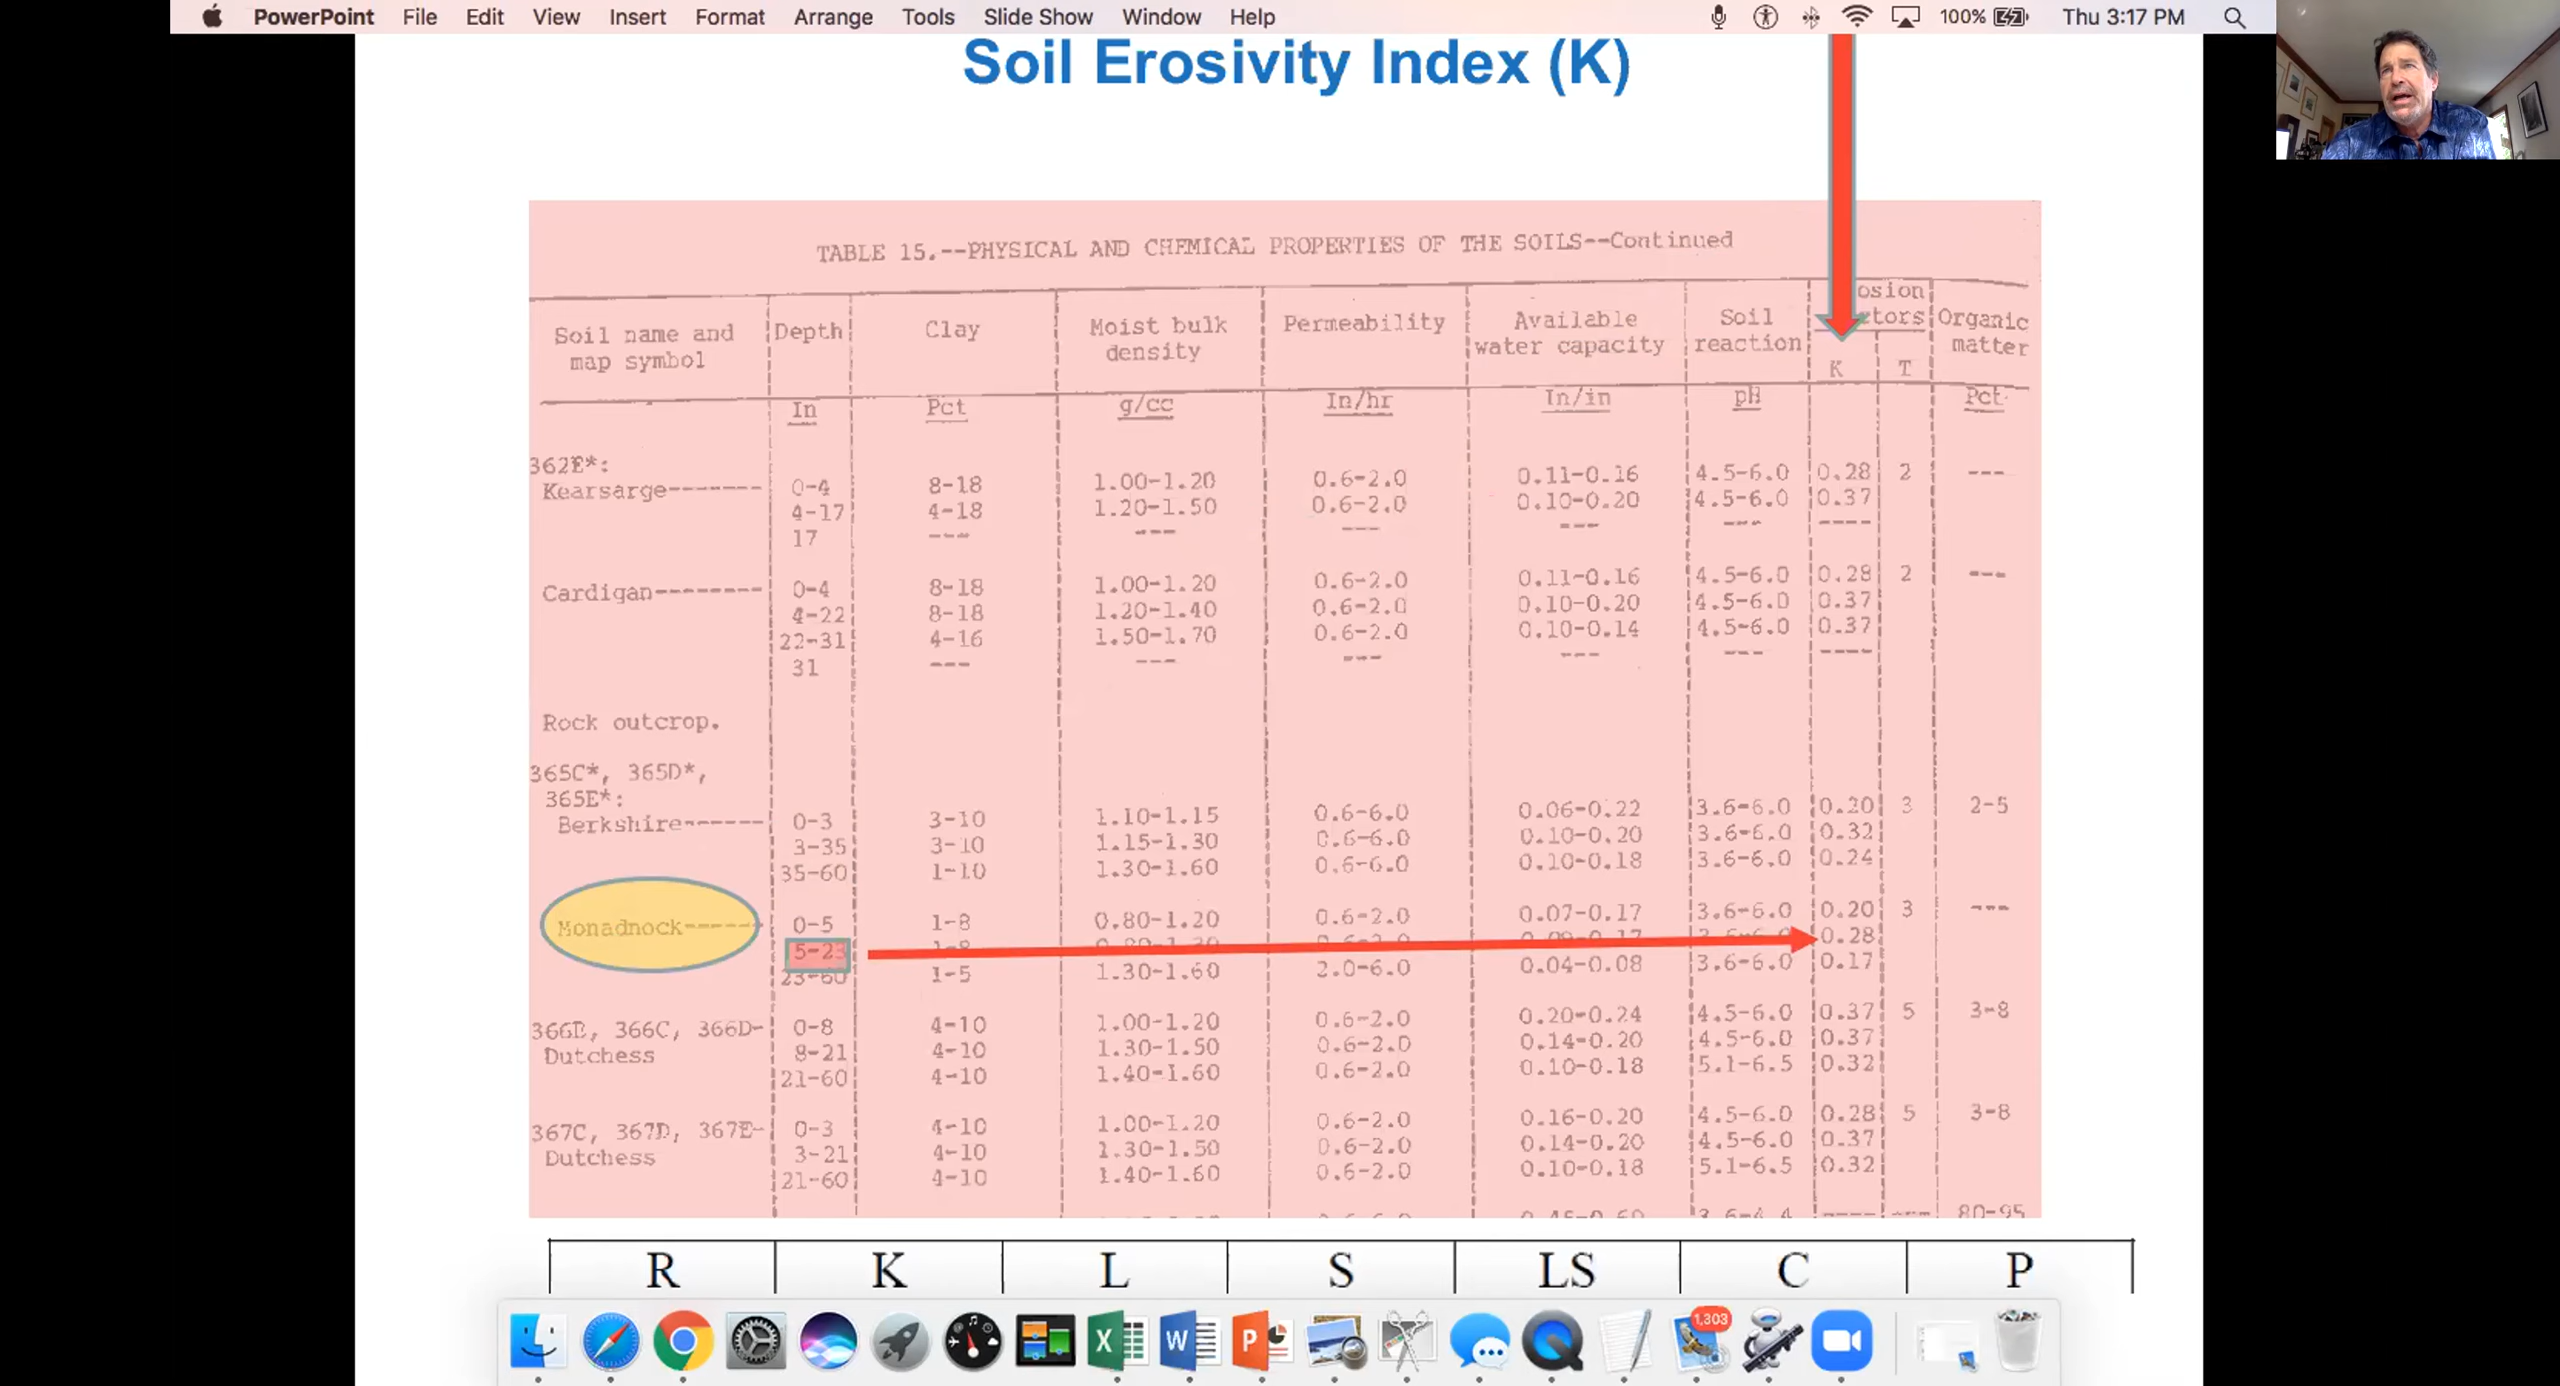 PowerPoint File Edit View Insert Format Arrange Tools Slide Show Window Help 100% Thu 3:17 PM
Soil Erosivity Index (K)
TABLE 15.--PHYSICAL AND CHEMICAL PROPERTIES OF THE SOILS--Continued
Soil name and map symbol Depth Clay Moist bulk density Permeability Available water capacity Soil reaction osion tors K T Organic matter
In Pct g/cc In/hr In/in pH Pct
362E*:
Kearsarge------- 0-4 8-18 1.00-1.20 0.6-2.0 0.11-0.16 4.5-6.0 0.28 2 ---
4-17 4-18 1.20-1.50 0.6-2.0 0.10-0.20 4.5-6.0 0.37
17 --- --- --- --- --- ----
Cardigan-------- 0-4 8-18 1.00-1.20 0.6-2.0 0.11-0.16 4.5-6.0 0.28 2 ---
4-22 8-18 1.20-1.40 0.6-2.0 0.10-0.20 4.5-6.0 0.37
22-31 4-16 1.50-1.70 0.6-2.0 0.10-0.14 4.5-6.0 0.37
31 --- --- --- --- --- ----
Rock outcrop.
365C*, 365D*,
365E*:
Berkshire------ 0-3 3-10 1.10-1.15 0.6-6.0 0.06-0.22 3.6-6.0 0.20 3 2-5
3-35 3-10 1.15-1.30 0.6-6.0 0.10-0.20 3.6-6.0 0.32
35-60 1-10 1.30-1.60 0.6-6.0 0.10-0.18 3.6-6.0 0.24
Monadnock------ 0-5 1-8 0.80-1.20 0.6-2.0 0.07-0.17 3.6-6.0 0.20 3 ---
5-23 0.28
23-60 1-5 1.30-1.60 2.0-6.0 0.04-0.08 3.6-6.0 0.17
366B, 366C, 366D- 0-8 4-10 1.00-1.20 0.6-2.0 0.20-0.24 4.5-6.0 0.37 5 3-8
Dutchess 8-21 4-10 1.30-1.50 0.6-2.0 0.14-0.20 4.5-6.0 0.37
21-60 4-10 1.40-1.60 0.6-2.0 0.10-0.18 5.1-6.5 0.32
367C, 367D, 367E- 0-3 4-10 1.00-1.20 0.6-2.0 0.16-0.20 4.5-6.0 0.28 5 3-8
Dutchess 3-21 4-10 1.30-1.50 0.6-2.0 0.14-0.20 4.5-6.0 0.37
21-60 4-10 1.40-1.60 0.6-2.0 0.10-0.18 5.1-6.5 0.32
80-95
R K L S LS C P
1,303